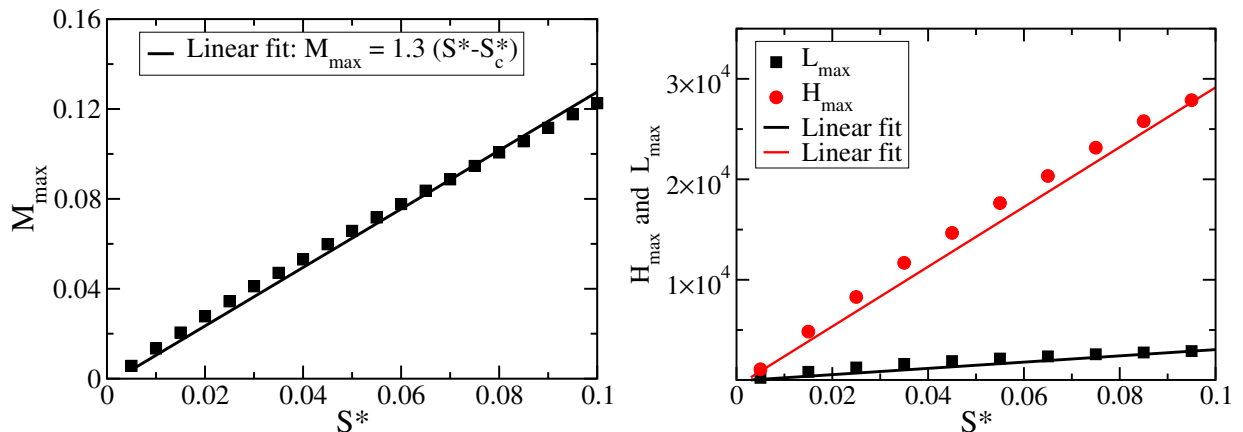 0.16
Linear fit: M_max = 1.3 (S*-S_c*)
0.12
M_max
0.08
0.04
0
0 0.02 0.04 0.06 0.08 0.1
S*
L_max
H_max
Linear fit
Linear fit
3×10^4
2×10^4
1×10^4
H_max and L_max
0 0.02 0.04 0.06 0.08 0.1
S*